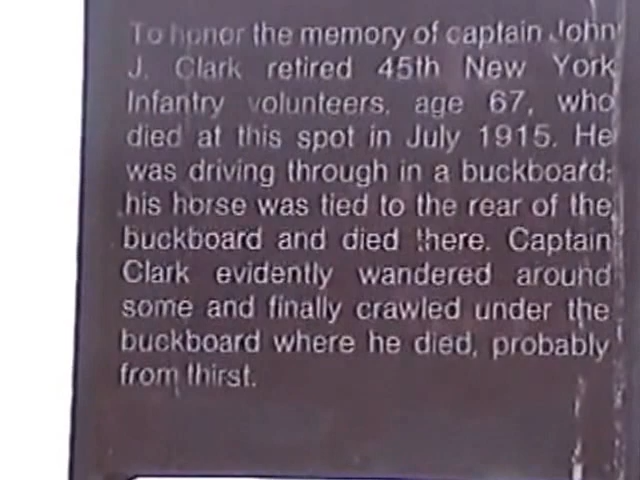 To honor the memory of captain John
J. Clark retired 45th New York
Infantry volunteers, age 67, who
died at this spot in July 1915. He
was driving through in a buckboard;
his horse was tied to the rear of the
buckboard and died there. Captain
Clark evidently wandered around
some and finally crawled under the
buckboard where he died, probably
from thirst.